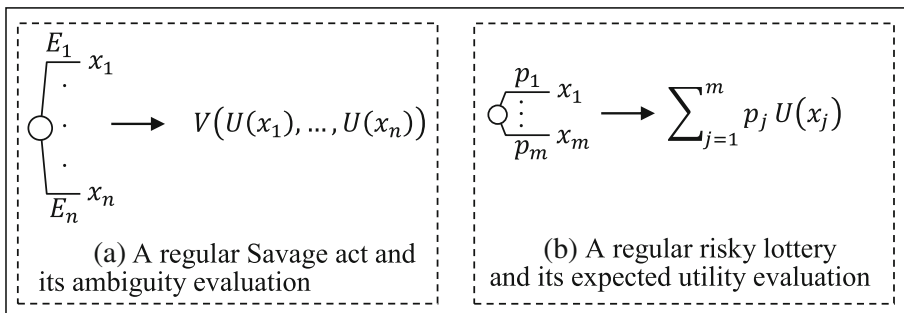 E₁
x₁
V(U(x₁), ..., U(xₙ))
Eₙ
xₙ
(a) A regular Savage act and
its ambiguity evaluation
p₁
x₁
pₘ
xₘ
∑ⱼ₌₁ᵐ pⱼ U(xⱼ)
(b) A regular risky lottery
and its expected utility evaluation